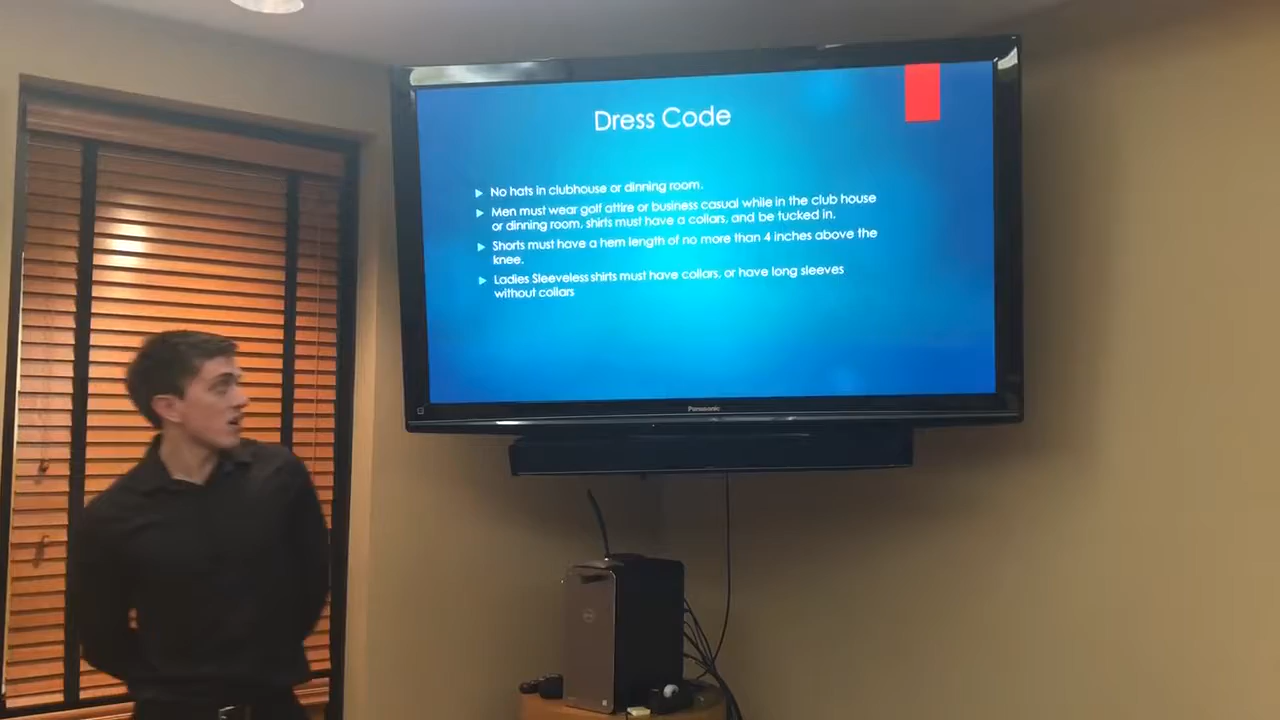 Dress Code
No hats in clubhouse or dinning room.
Men must wear golf attire or business casual while in the club house
or dinning room, shirts must have a collars, and be tucked in.
Shorts must have a hem length of no more than 4 inches above the
knee.
Ladies Sleeveless shirts must have collars, or have long sleeves
without collars
Panasonic